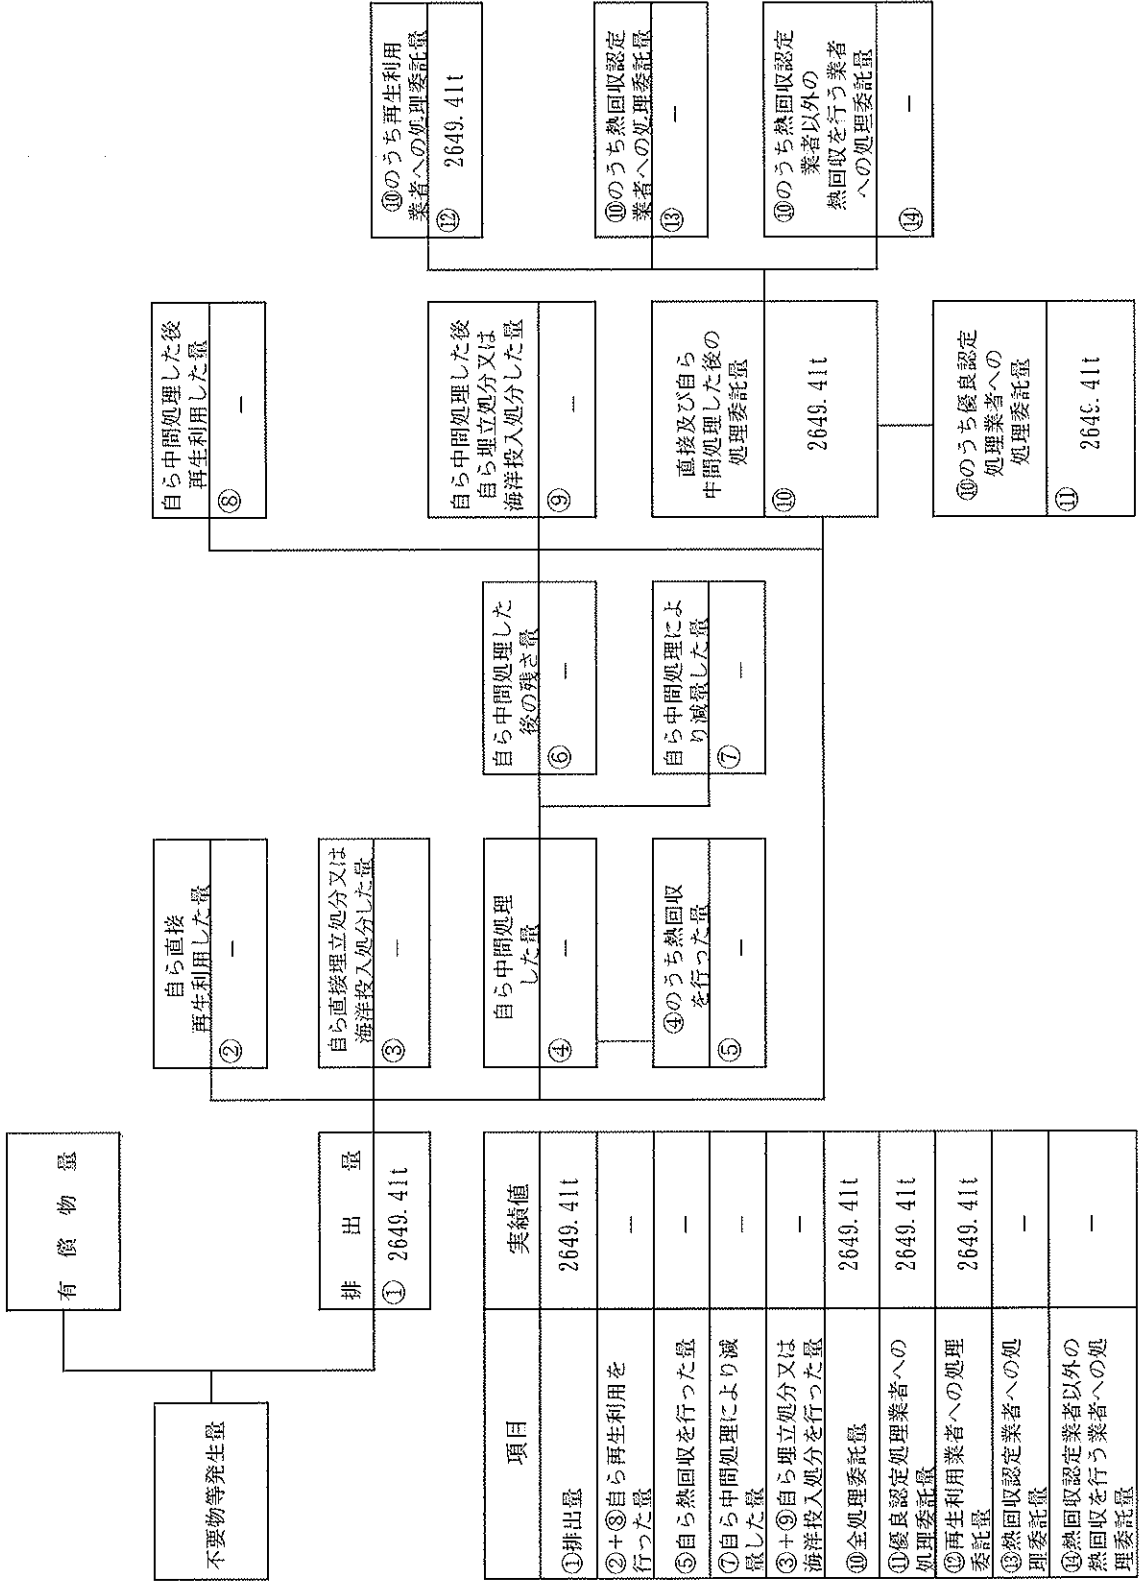 不要物等発生量
有償物量
排出量
① 2649.41t
自ら直接
再生利用した量
②
－
自ら直接埋立処分又は
海洋投入処分した量
③
－
自ら中間処理
した量
④
－
④のうち熱回収
を行った量
⑤
－
自ら中間処理した
後の残さ量
⑥
－
自ら中間処理によ
り減量した量
⑦
－
自ら中間処理した後
再生利用した量
⑧
－
自ら中間処理した後
自ら埋立処分又は
海洋投入処分した量
⑨
－
直接及び自ら
中間処理した後の
処理委託量
⑩
2649.41t
⑩のうち優良認定
処理業者への
処理委託量
⑪
2649.41t
⑩のうち再生利用
業者への処理委託量
⑫
2649.41t
⑩のうち熱回収認定
業者への処理委託量
⑬
－
⑩のうち熱回収認定
業者以外の
熱回収を行う業者
への処理委託量
⑭
－
項目 実績値
①排出量 2649.41t
②+⑧自ら再生利用を
行った量 －
⑤自ら熱回収を行った量 －
⑦自ら中間処理により減
量した量 －
③+⑨自ら埋立処分又は
海洋投入処分を行った量 －
⑩全処理委託量 2649.41t
⑪優良認定処理業者への
処理委託量 2649.41t
⑫再生利用業者への処理
委託量 2649.41t
⑬熱回収認定業者への処
理委託量 －
⑭熱回収認定業者以外の
熱回収を行う業者への処
理委託量 －